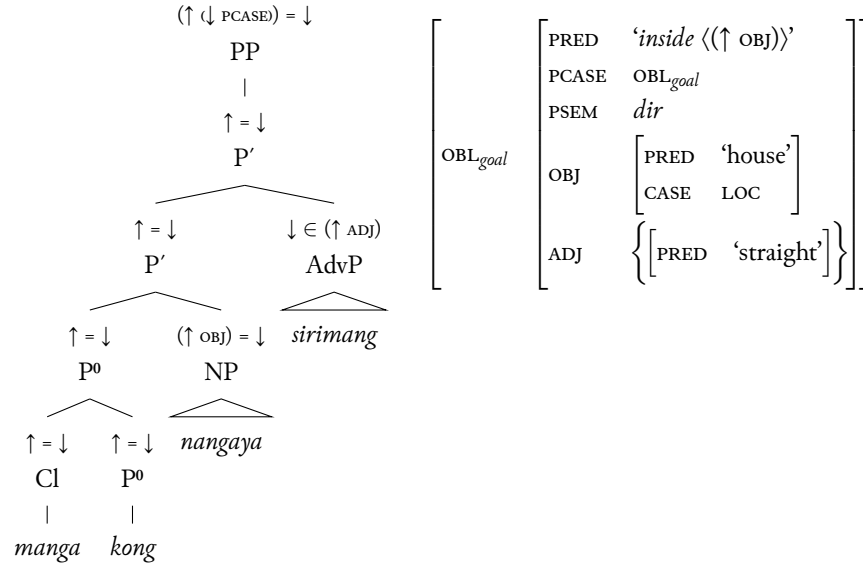 (↑ (↓ PCASE)) = ↓
PP
↑ = ↓
P′
↑ = ↓ ↓ ∈ (↑ ADJ)
P′ AdvP
↑ = ↓ (↑ OBJ) = ↓ sirimang
P⁰ NP
↑ = ↓ ↑ = ↓ nangaya
Cl P⁰
manga kong
PRED ‘inside ⟨(↑ OBJ)⟩’
PCASE OBLgoal
PSEM dir
OBLgoal
OBJ
PRED ‘house’
CASE LOC
ADJ {[PRED ‘straight’]}